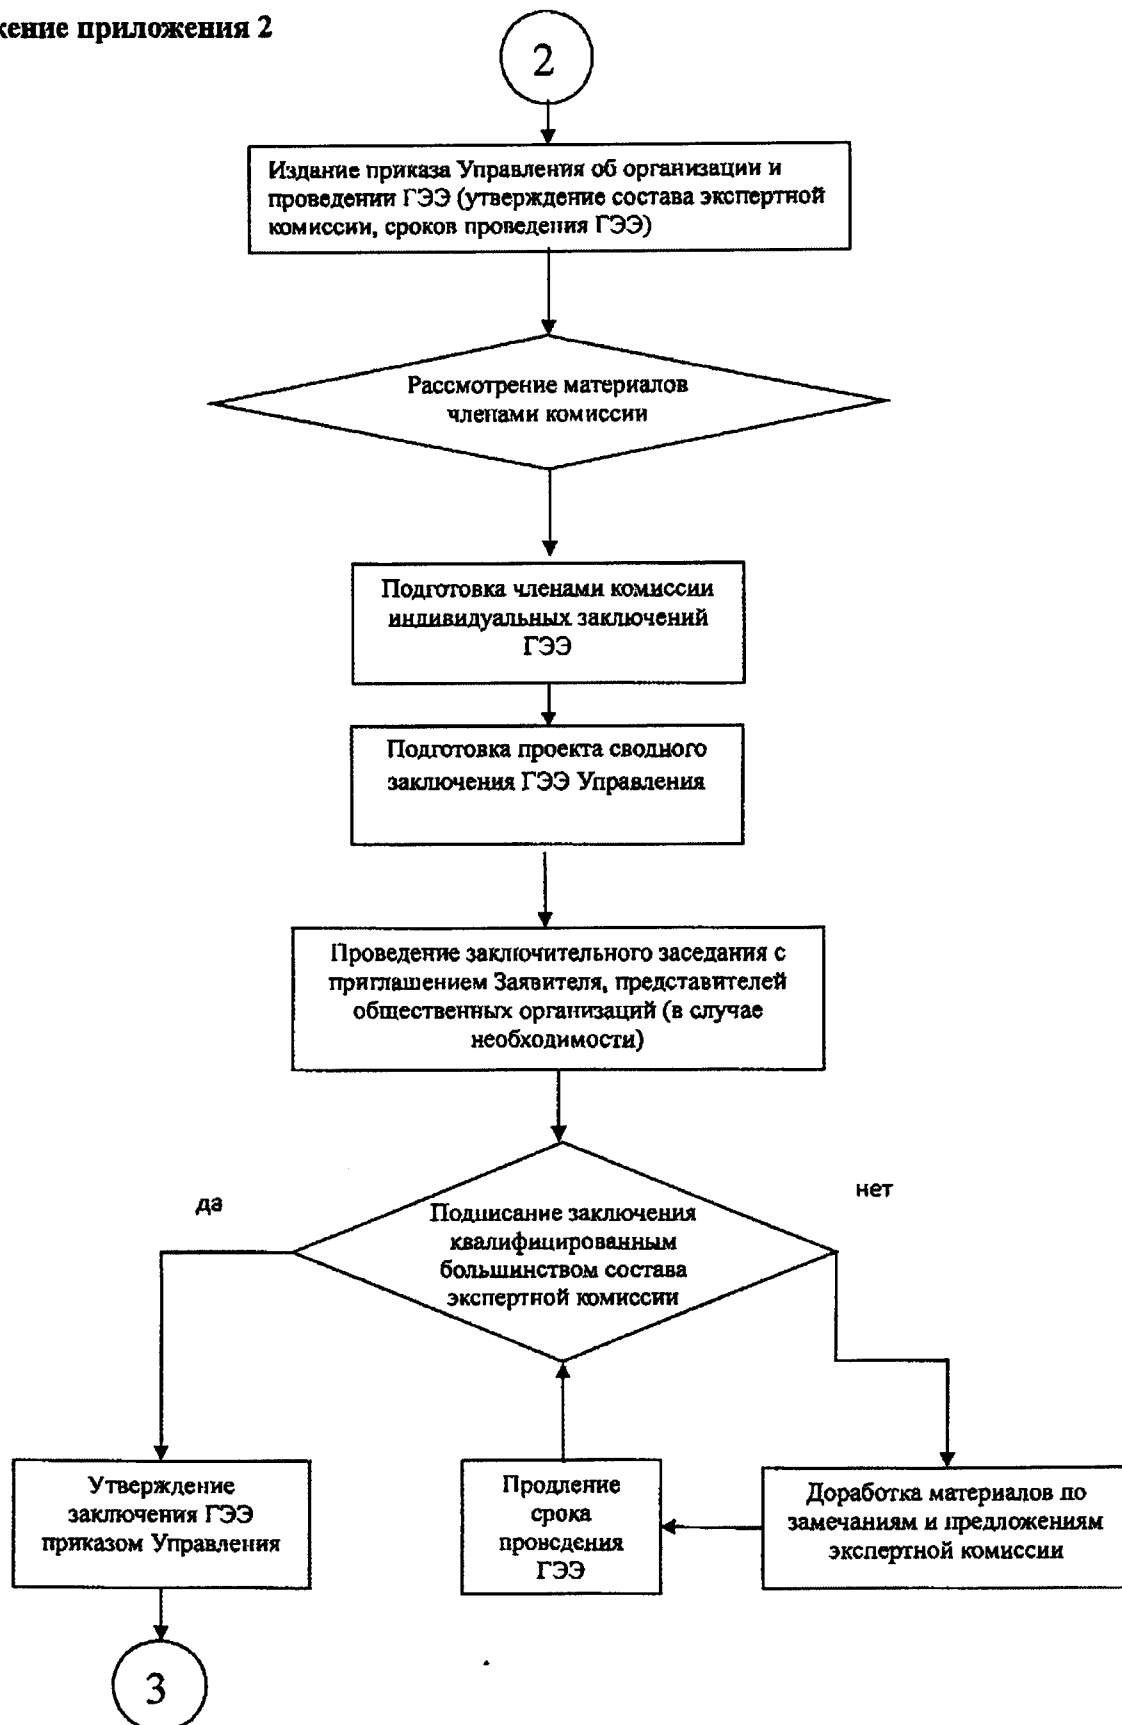 жение приложения 2
2
Издание приказа Управления об организации и
проведении ГЭЭ (утверждение состава экспертной
комиссии, сроков проведения ГЭЭ)
Рассмотрение материалов
членами комиссии
Подготовка членами комиссии
индивидуальных заключений
ГЭЭ
Подготовка проекта сводного
заключения ГЭЭ Управления
Проведение заключительного заседания с
приглашением Заявителя, представителей
общественных организаций (в случае
необходимости)
да
нет
Подписание заключения
квалифицированным
большинством состава
экспертной комиссии
Утверждение
заключения ГЭЭ
приказом Управления
Продление
срока
проведения
ГЭЭ
Доработка материалов по
замечаниям и предложениям
экспертной комиссии
3